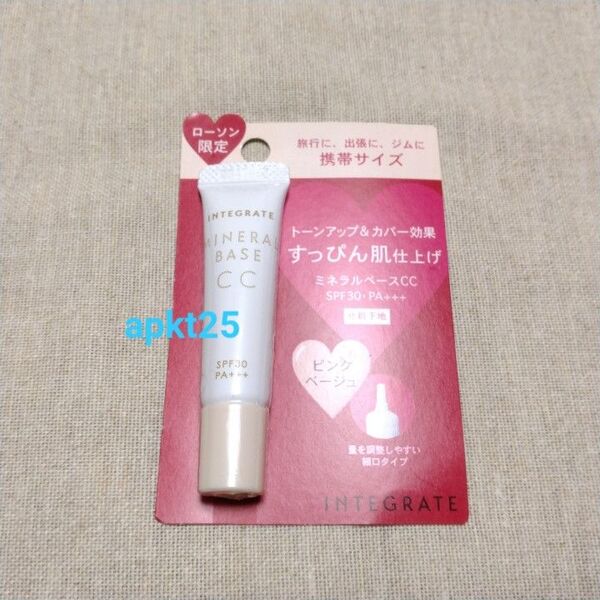 ローソン
限定
旅行に、出張に、ジムに
携帯サイズ
INTEGRATE
MINERAL
BASE
CC
SPF30
PA+++
トーンアップ&カバー効果
すっぴん肌仕上げ
ミネラルベースCC
SPF30・PA+++
化粧下地
ピンク
ベージュ
量を調整しやすい
細口タイプ
INTEGRATE
apkt25